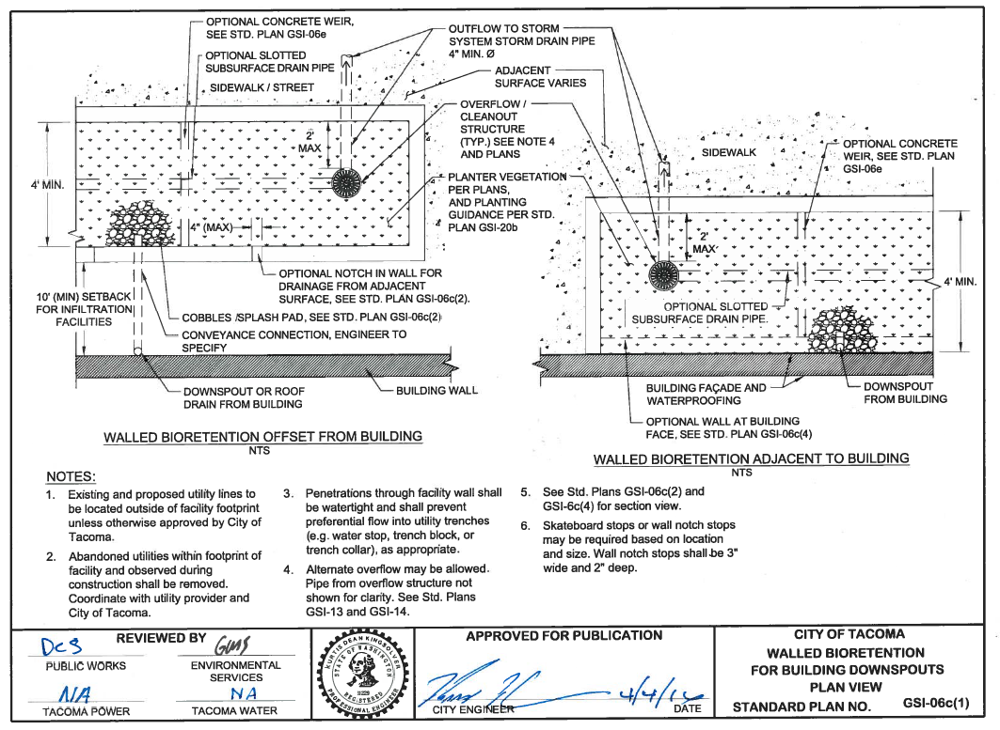 OPTIONAL CONCRETE WEIR,
SEE STD. PLAN GSI-06e
OPTIONAL SLOTTED
SUBSURFACE DRAIN PIPE
SIDEWALK / STREET
OUTFLOW TO STORM
SYSTEM STORM DRAIN PIPE
4" MIN. Ø
ADJACENT
SURFACE VARIES
OVERFLOW /
CLEANOUT
STRUCTURE
(TYP.) SEE NOTE 4
AND PLANS
PLANTER VEGETATION
PER PLANS,
AND PLANTING
GUIDANCE PER STD.
PLAN GSI-20b
2'
MAX
4' MIN.
4" (MAX)
OPTIONAL NOTCH IN WALL FOR
DRAINAGE FROM ADJACENT
SURFACE, SEE STD. PLAN GSI-06c(2).
10' (MIN) SETBACK
FOR INFILTRATION
FACILITIES
COBBLES /SPLASH PAD, SEE STD. PLAN GSI-06c(2)
CONVEYANCE CONNECTION, ENGINEER TO
SPECIFY
DOWNSPOUT OR ROOF
DRAIN FROM BUILDING
BUILDING WALL
WALLED BIORETENTION OFFSET FROM BUILDING
NTS
SIDEWALK
OPTIONAL CONCRETE
WEIR, SEE STD. PLAN
GSI-06e
2'
MAX
4' MIN.
OPTIONAL SLOTTED
SUBSURFACE DRAIN PIPE.
BUILDING FAÇADE AND
WATERPROOFING
DOWNSPOUT
FROM BUILDING
OPTIONAL WALL AT BUILDING
FACE, SEE STD. PLAN GSI-06c(4)
WALLED BIORETENTION ADJACENT TO BUILDING
NTS
NOTES:
1. Existing and proposed utility lines to
be located outside of facility footprint
unless otherwise approved by City of
Tacoma.
2. Abandoned utilities within footprint of
facility and observed during
construction shall be removed.
Coordinate with utility provider and
City of Tacoma.
3. Penetrations through facility wall shall
be watertight and shall prevent
preferential flow into utility trenches
(e.g. water stop, trench block, or
trench collar), as appropriate.
4. Alternate overflow may be allowed.
Pipe from overflow structure not
shown for clarity. See Std. Plans
GSI-13 and GSI-14.
5. See Std. Plans GSI-06c(2) and
GSI-6c(4) for section view.
6. Skateboard stops or wall notch stops
may be required based on location
and size. Wall notch stops shall be 3"
wide and 2" deep.
REVIEWED BY
DCS
PUBLIC WORKS
ENVIRONMENTAL
SERVICES
N/A
TACOMA POWER
NA
TACOMA WATER
KURTIS DEAN KINGSOLVER
STATE OF WASHINGTON
REGISTERED
PROFESSIONAL ENGINEER
APPROVED FOR PUBLICATION
CITY ENGINEER
DATE
CITY OF TACOMA
WALLED BIORETENTION
FOR BUILDING DOWNSPOUTS
PLAN VIEW
STANDARD PLAN NO. GSI-06c(1)